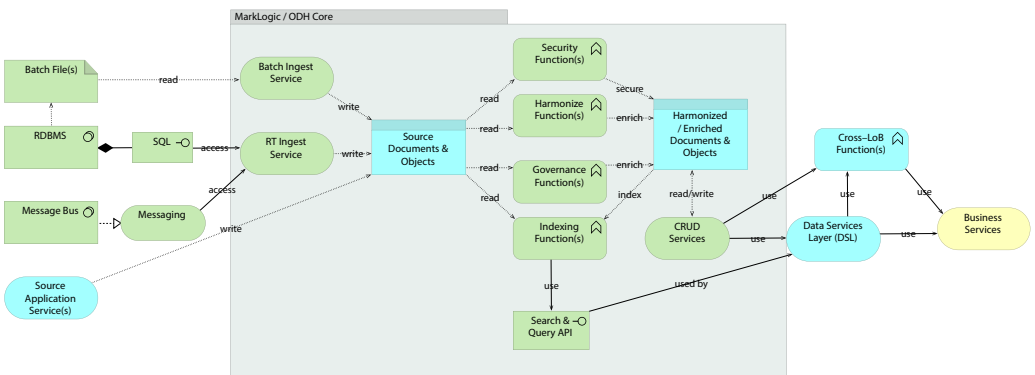 MarkLogic / ODH Core
Batch File(s)
read
RDBMS
SQL
access
Message Bus
Messaging
access
Source
Application
Service(s)
write
Batch Ingest
Service
write
RT Ingest
Service
write
Source
Documents &
Objects
read
read
read
read
Security
Function(s)
secure
Harmonize
Function(s)
enrich
Governance
Function(s)
enrich
Indexing
Function(s)
index
use
Search &
Query API
used by
Harmonized
/ Enriched
Documents &
Objects
read/write
CRUD
Services
use
use
Cross–LoB
Function(s)
use
Data Services
Layer (DSL)
use
use
Business
Services